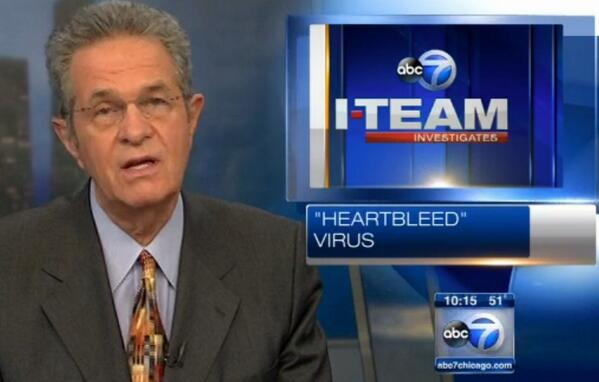 abc 7
I-TEAM
INVESTIGATES
"HEARTBLEED"
VIRUS
10:15 51°
abc 7
abc7chicago.com